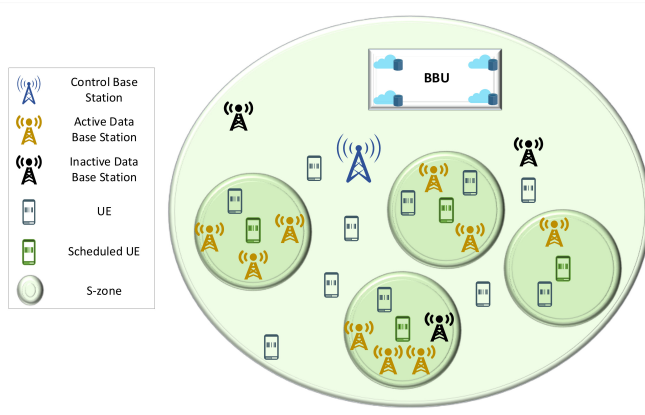 BBU
Control Base
Station
Active Data
Base Station
Inactive Data
Base Station
UE
Scheduled UE
S-zone